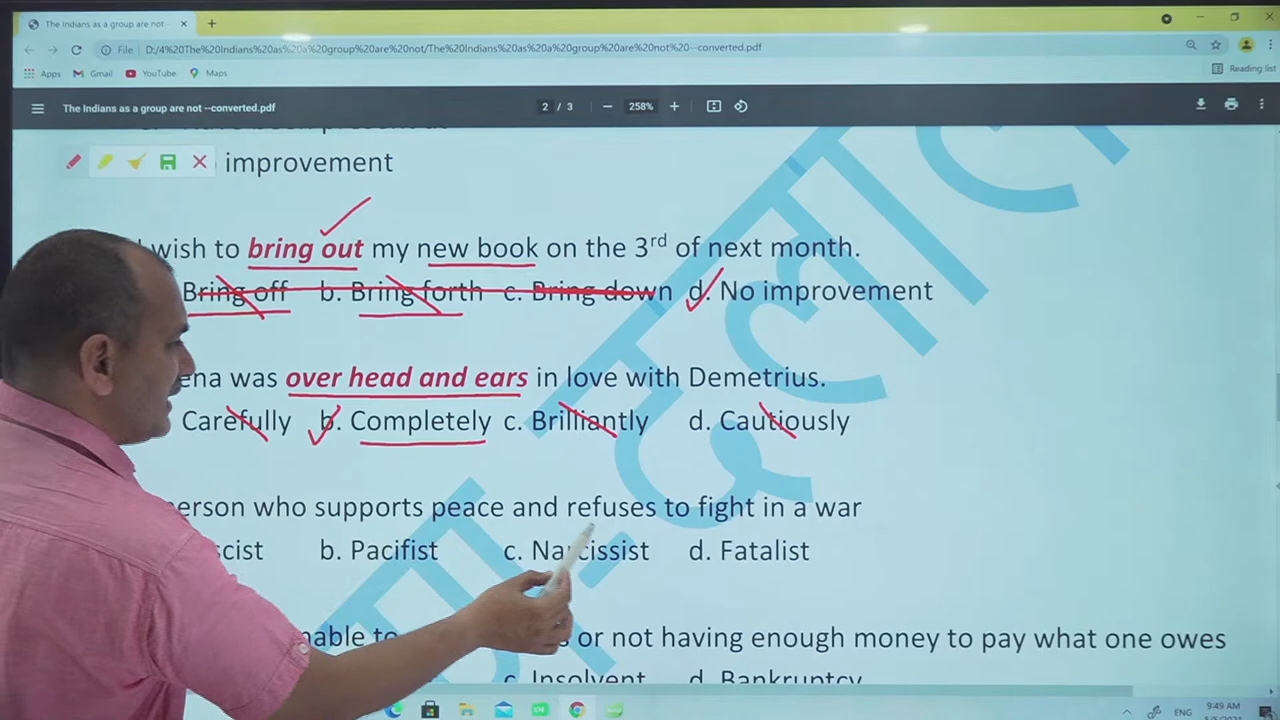 The Indians as a group are not -
File D:/4%20The%20Indians%20as%20a%20group%20are%20not/The%20Indians%20as%20a%20group%20are%20not%20--converted.pdf
Apps Gmail YouTube Maps Reading list
The Indians as a group are not --converted.pdf 2 / 3 258%
improvement
I wish to bring out my new book on the 3rd of next month.
Bring off b. Bring forth c. Bring down d. No improvement
ena was over head and ears in love with Demetrius.
Carefully b. Completely c. Brilliantly d. Cautiously
erson who supports peace and refuses to fight in a war
cist b. Pacifist c. Narcissist d. Fatalist
nable to or not having enough money to pay what one owes
c. Insolvent d. Bankruptcy
ENG 9:49 AM